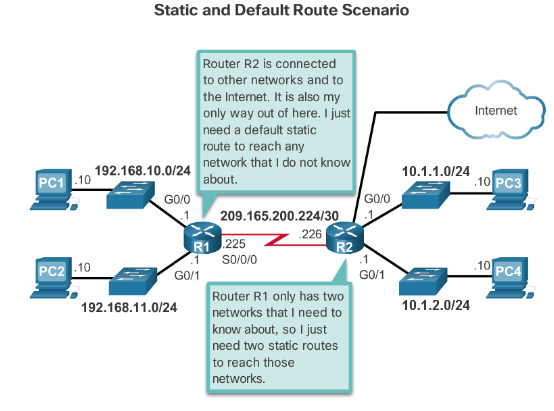 Static and Default Route Scenario
Router R2 is connected
to other networks and to
the Internet. It is also my
only way out of here. I just
need a default static
route to reach any
network that I do not know
about.
Internet
192.168.10.0/24
10.1.1.0/24
PC1
.10
G0/0
.1
209.165.200.224/30
G0/0
.1
.10
PC3
R1
.225
S0/0/0
.226
R2
PC2
.10
.1
G0/1
192.168.11.0/24
.1
G0/1
.10
PC4
10.1.2.0/24
Router R1 only has two
networks that I need to
know about, so I just
need two static routes
to reach those
networks.